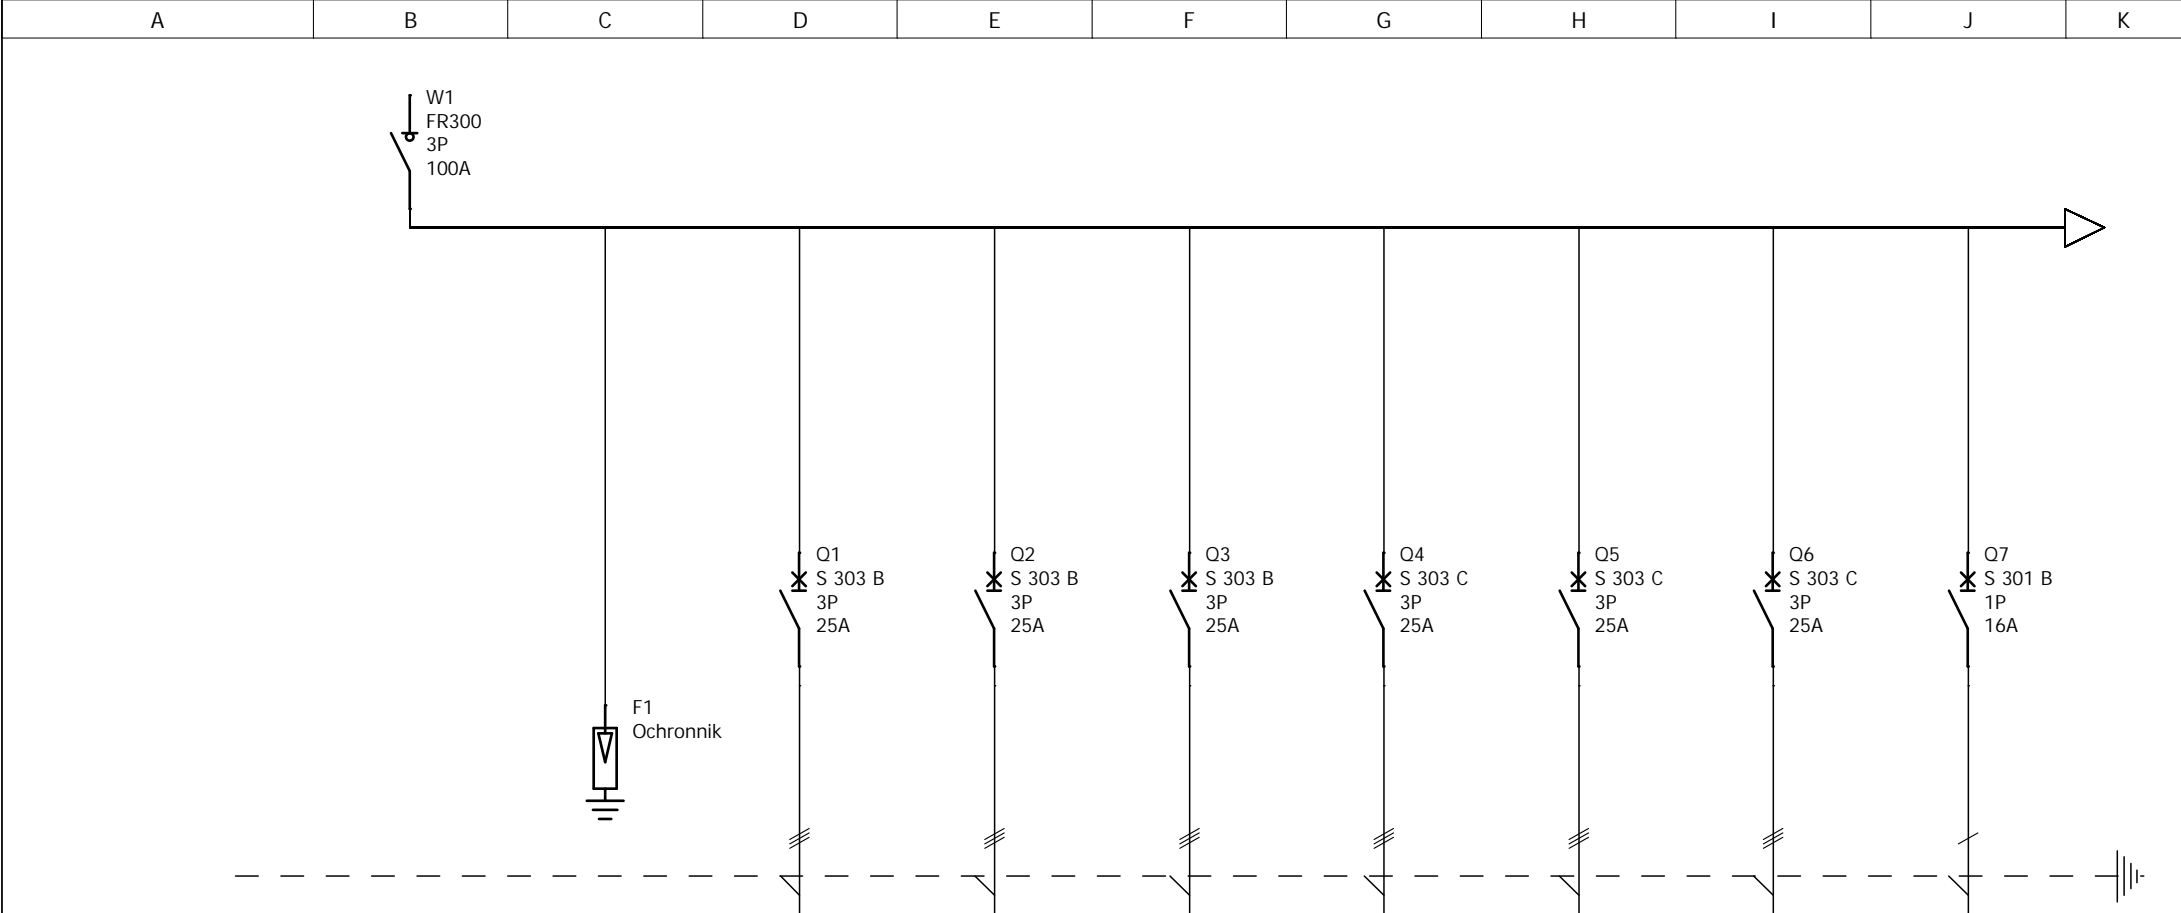 A B C D E F G H I J K
W1
FR300
3P
100A
Q1
S 303 B
3P
25A
Q2
S 303 B
3P
25A
Q3
S 303 B
3P
25A
Q4
S 303 C
3P
25A
Q5
S 303 C
3P
25A
Q6
S 303 C
3P
25A
Q7
S 301 B
1P
16A
F1
Ochronnik